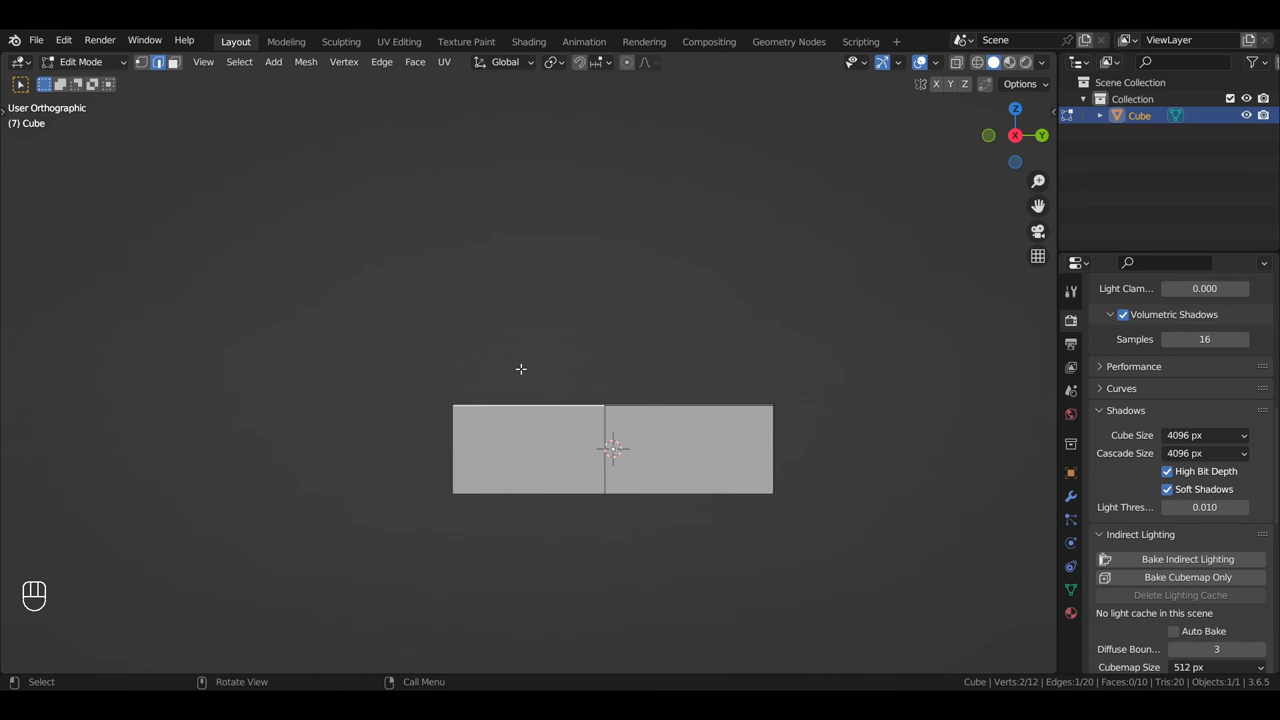 File Edit Render Window Help Layout Modeling Sculpting UV Editing Texture Paint Shading Animation Rendering Compositing Geometry Nodes Scripting + Scene ViewLayer
Edit Mode View Select Add Mesh Vertex Edge Face UV Global
X Y Z Options
User Orthographic
(7) Cube
Scene Collection
Collection
Cube
Z
X
Y
Light Clam... 0.000
Volumetric Shadows
Samples 16
Performance
Curves
Shadows
Cube Size 4096 px
Cascade Size 4096 px
High Bit Depth
Soft Shadows
Light Thres... 0.010
Indirect Lighting
Bake Indirect Lighting
Bake Cubemap Only
Delete Lighting Cache
No light cache in this scene
Auto Bake
Diffuse Boun... 3
Cubemap Size 512 px
Select Rotate View Call Menu Cube | Verts:2/12 | Edges:1/20 | Faces:0/10 | Tris:20 | Objects:1/1 | 3.6.5